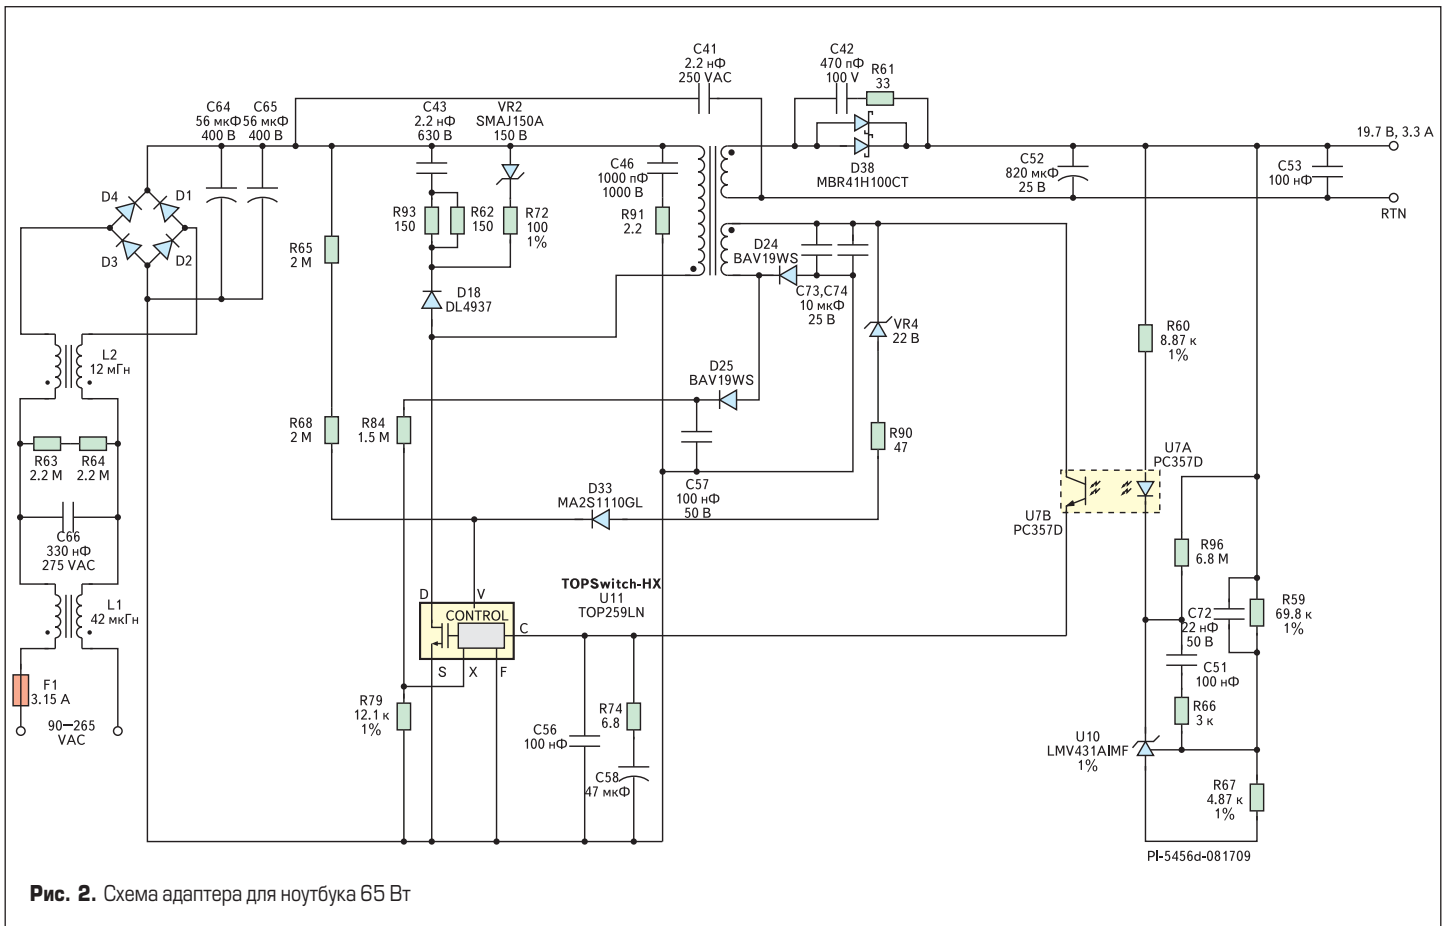 C41
2.2 нФ
250 VAC
C42
470 пФ
100 V
R61
33
C64
56 мкФ
400 В
C65
56 мкФ
400 В
C43
2.2 нФ
630 В
VR2
SMAJ150A
150 В
19.7 В, 3.3 А
C46
1000 пФ
1000 В
D38
MBR41H100CT
C52
820 мкФ
25 В
C53
100 нФ
D4
D1
R93
150
R62
150
R72
100
1%
R91
2.2
RTN
R65
2 М
D3
D2
D24
BAV19WS
D18
DL4937
C73,C74
10 мкФ
25 В
VR4
22 В
R60
8.87 к
1%
L2
12 мГн
D25
BAV19WS
R68
2 М
R84
1.5 М
R90
47
R63
2.2 М
R64
2.2 М
U7A
PC357D
C57
100 нФ
50 В
D33
MA2S1110GL
U7B
PC357D
C66
330 нФ
275 VAC
R96
6.8 М
TOPSwitch-HX
U11
TOP259LN
D
V
CONTROL
C
S
X
F
L1
42 мкГн
C72
22 нФ
50 В
R59
69.8 к
1%
C51
100 нФ
F1
3.15 А
R79
12.1 к
1%
R74
6.8
R66
3 к
90–265
VAC
C56
100 нФ
U10
LMV431AIMF
1%
C58
47 мкФ
R67
4.87 к
1%
PI-5456d-081709
Рис. 2. Схема адаптера для ноутбука 65 Вт